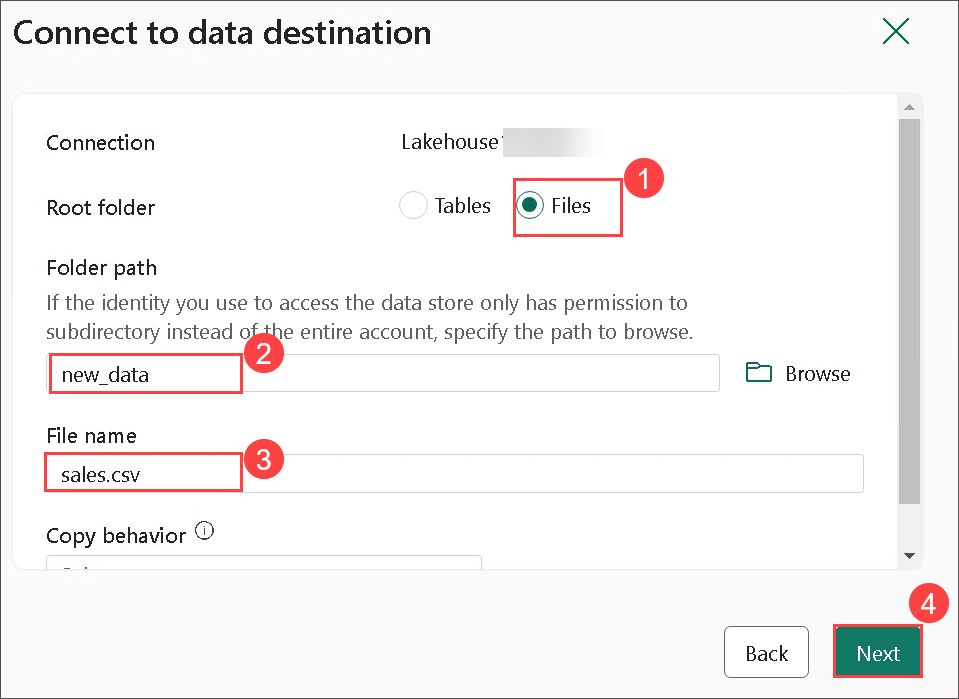 Connect to data destination
Connection
Lakehouse
Root folder
Tables
Files
1
Folder path
If the identity you use to access the data store only has permission to
subdirectory instead of the entire account, specify the path to browse.
2
new_data
Browse
File name
3
sales.csv
Copy behavior
4
Back
Next